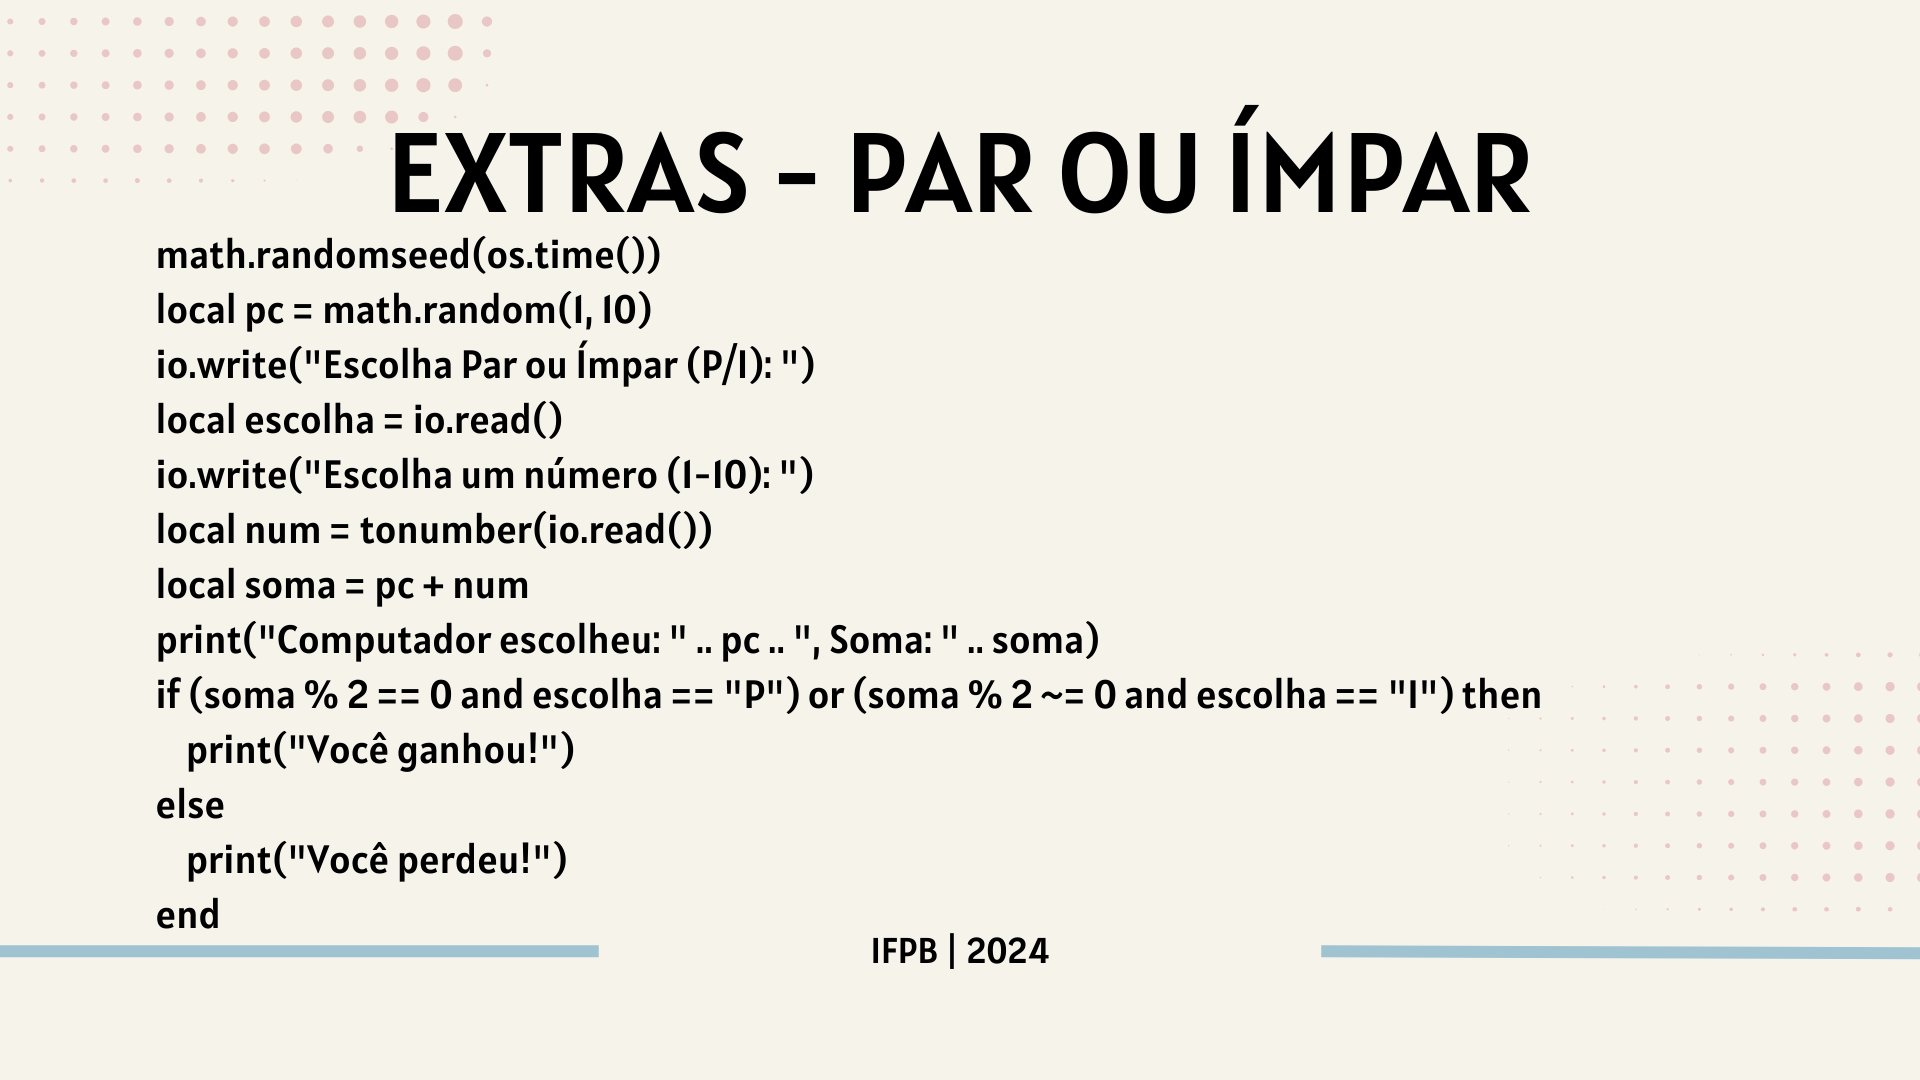 EXTRAS - PAR OU ÍMPAR
math.randomseed(os.time())
local pc = math.random(1, 10)
io.write("Escolha Par ou Ímpar (P/I): ")
local escolha = io.read()
io.write("Escolha um número (1-10): ")
local num = tonumber(io.read())
local soma = pc + num
print("Computador escolheu: " .. pc .. ", Soma: " .. soma)
if (soma % 2 == 0 and escolha == "P") or (soma % 2 ~= 0 and escolha == "I") then
    print("Você ganhou!")
else
    print("Você perdeu!")
end
IFPB | 2024